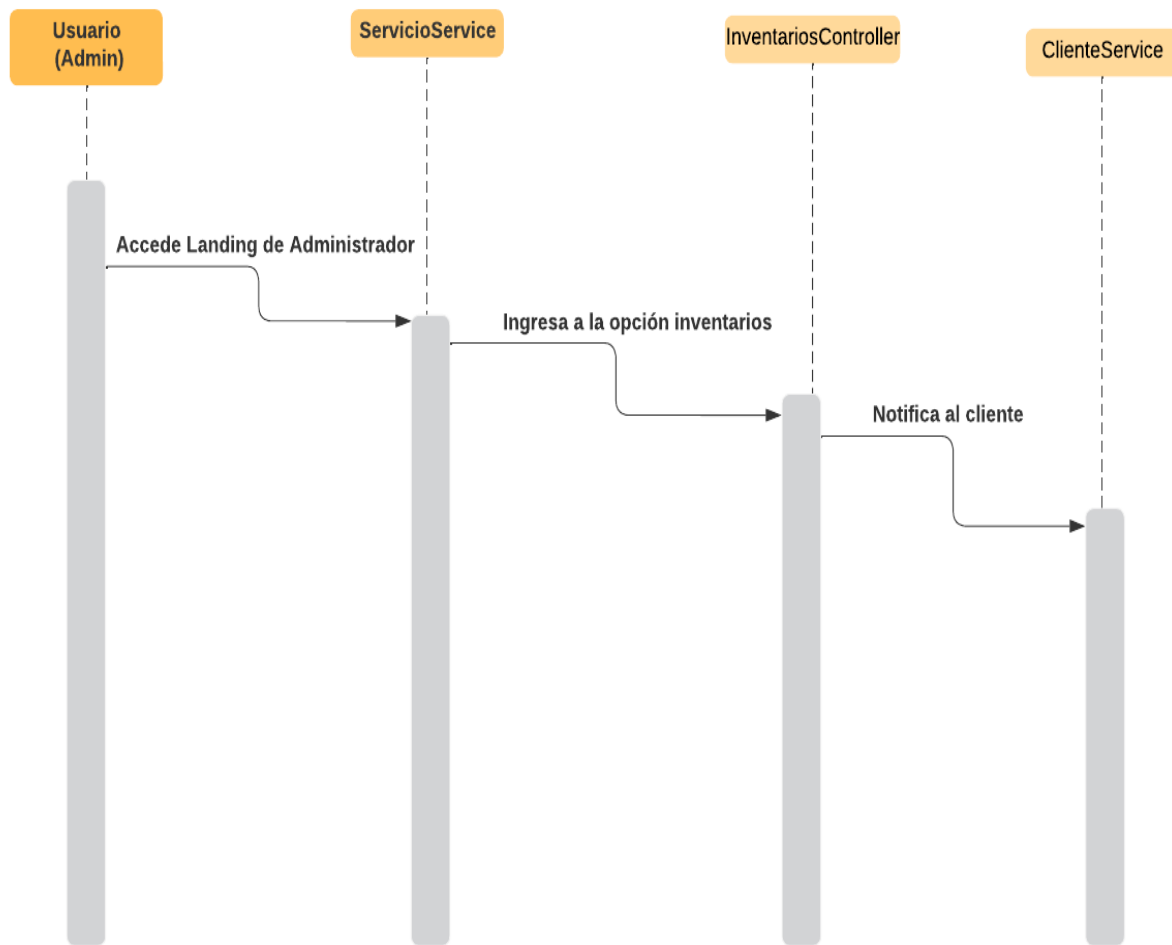 Usuario
(Admin)
ServicioService
InventariosController
ClienteService
Accede Landing de Administrador
Ingresa a la opción inventarios
Notifica al cliente